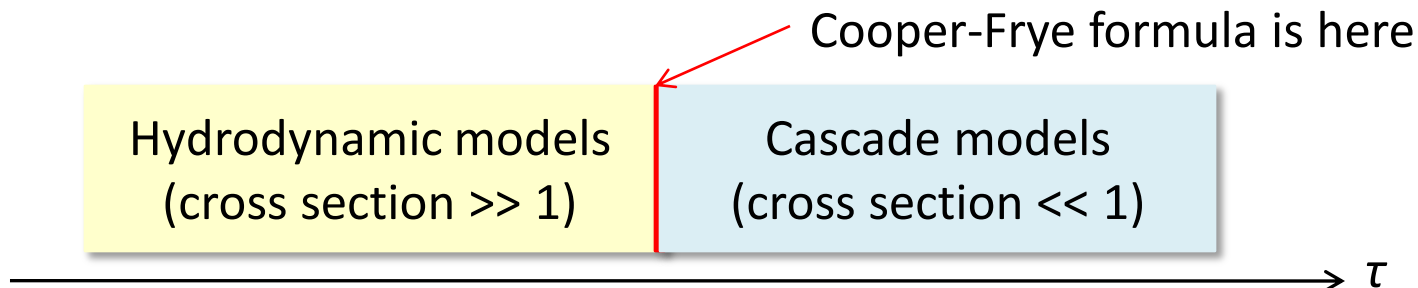 Cooper-Frye formula is here
Hydrodynamic models
(cross section >> 1)
Cascade models
(cross section << 1)
τ